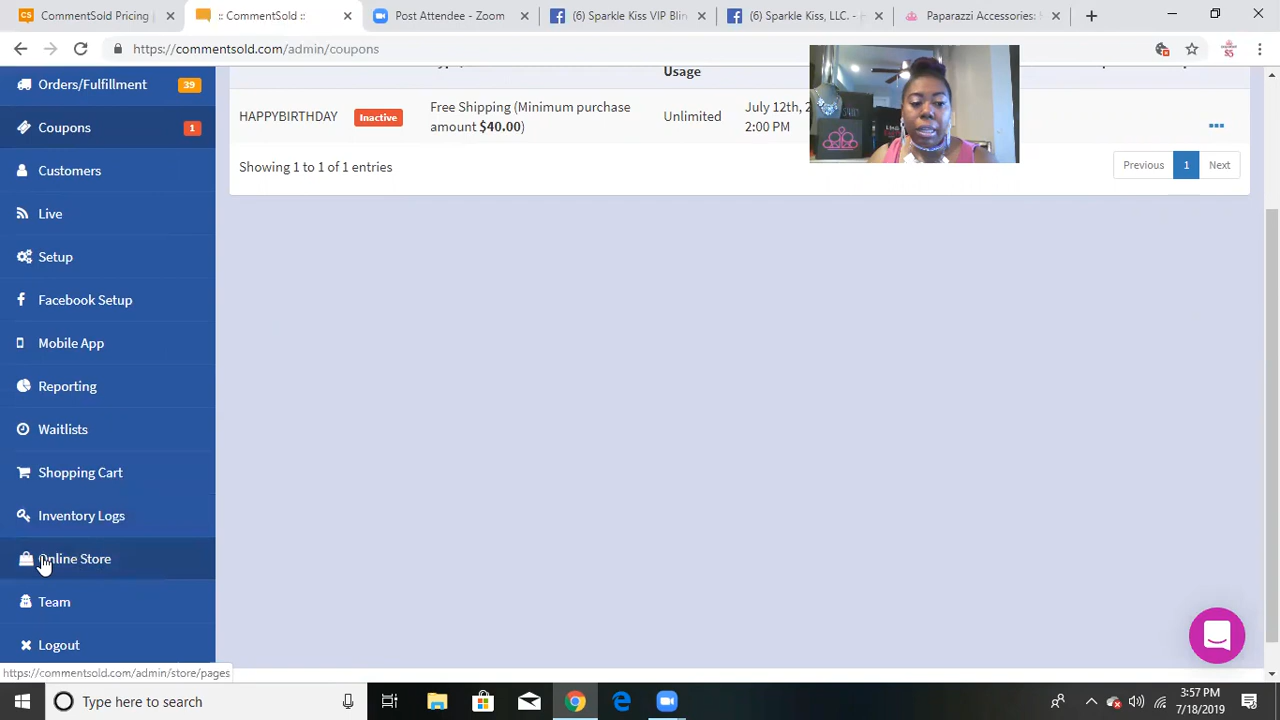 CommentSold Pricing
:: CommentSold ::
Post Attendee - Zoom
(6) Sparkle Kiss VIP Blin
(6) Sparkle Kiss, LLC. -
Paparazzi Accessories:
https://commentsold.com/admin/coupons
Orders/Fulfillment 39
Usage
Coupons 1
HAPPYBIRTHDAY Inactive Free Shipping (Minimum purchase amount $40.00) Unlimited July 12th, 2
2:00 PM
Showing 1 to 1 of 1 entries
Previous 1 Next
Customers
Live
Setup
Facebook Setup
Mobile App
Reporting
Waitlists
Shopping Cart
Inventory Logs
Online Store
Team
Logout
https://commentsold.com/admin/store/pages
Type here to search
3:57 PM
7/18/2019